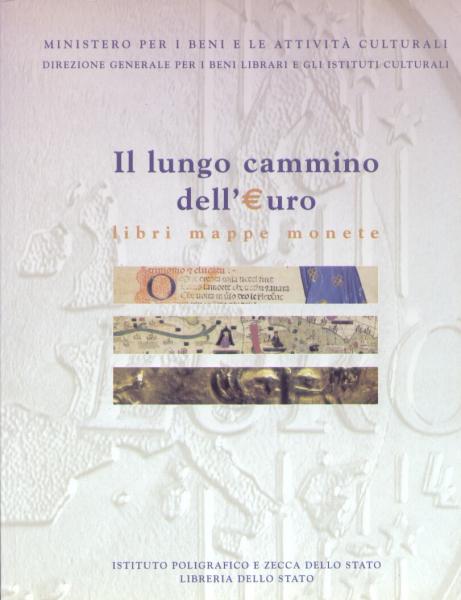 MINISTERO PER I BENI E LE ATTIVITÀ CULTURALI
DIREZIONE GENERALE PER I BENI LIBRARI E GLI ISTITUTI CULTURALI
Il lungo cammino
dell'€uro
libri mappe monete
EURO
ISTITUTO POLIGRAFICO E ZECCA DELLO STATO
LIBRERIA DELLO STATO